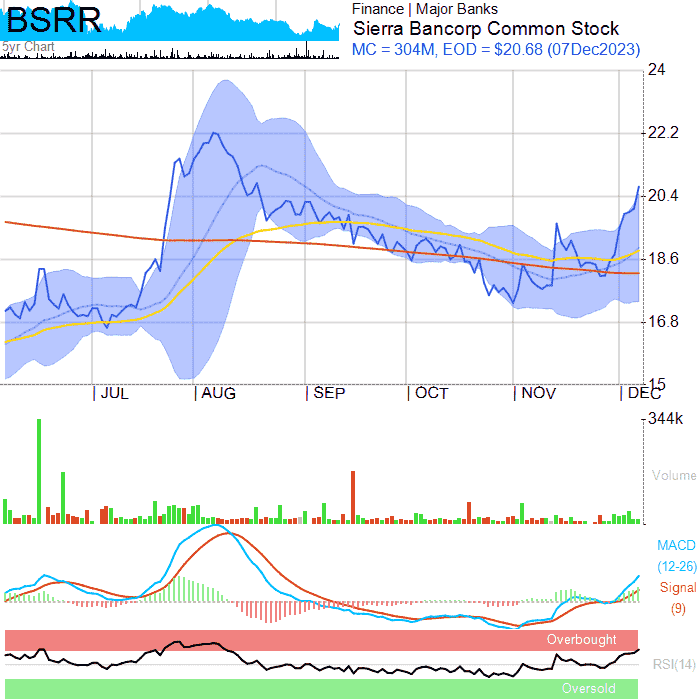 BSRR
5yr Chart
Finance | Major Banks
Sierra Bancorp Common Stock
MC = 304M, EOD = $20.68 (07Dec2023)
24
22.2
20.4
18.6
16.8
15
JUL AUG SEP OCT NOV DEC
344k
Volume
MACD
(12-26)
Signal
(9)
Overbought
RSI(14)
Oversold